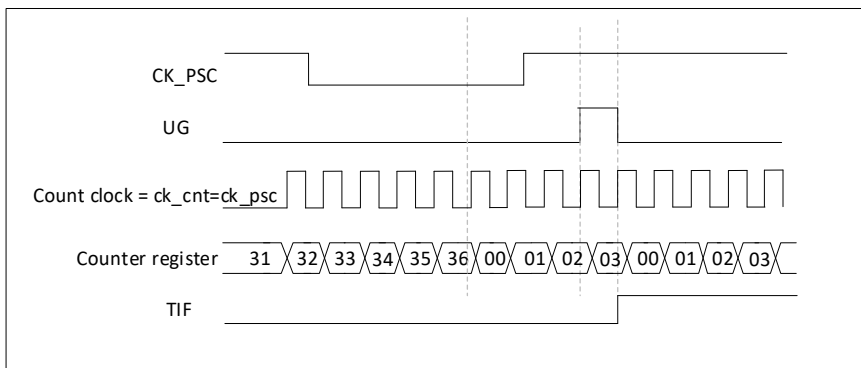 CK_PSC
UG
Count clock = ck_cnt=ck_psc
Counter register 31 32 33 34 35 36 00 01 02 03 00 01 02 03
TIF